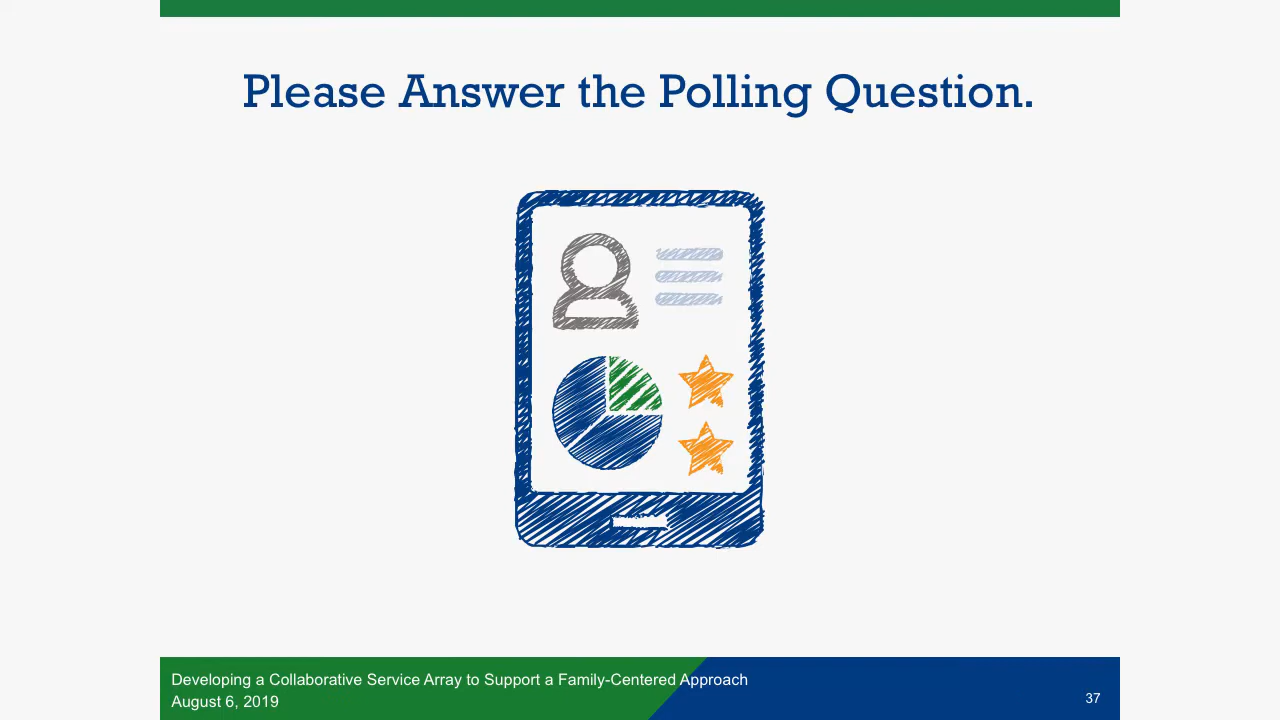 Please Answer the Polling Question.
Developing a Collaborative Service Array to Support a Family-Centered Approach
August 6, 2019
37